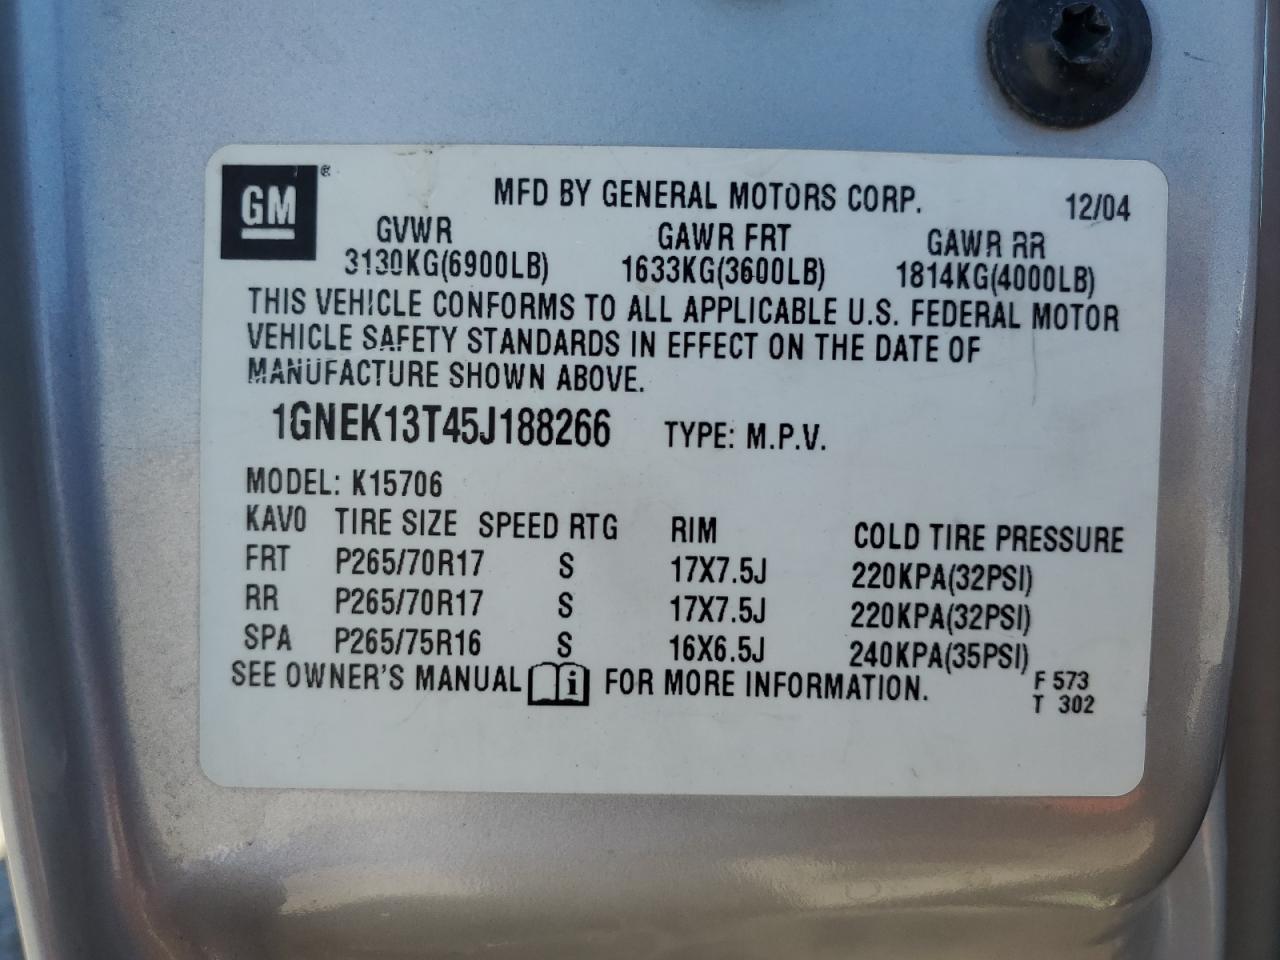 GM®
MFD BY GENERAL MOTORS CORP. 12/04
GVWR GAWR FRT GAWR RR
3130KG(6900LB) 1633KG(3600LB) 1814KG(4000LB)
THIS VEHICLE CONFORMS TO ALL APPLICABLE U.S. FEDERAL MOTOR
VEHICLE SAFETY STANDARDS IN EFFECT ON THE DATE OF
MANUFACTURE SHOWN ABOVE.
1GNEK13T45J188266 TYPE: M.P.V.
MODEL: K15706
KAVO TIRE SIZE SPEED RTG RIM COLD TIRE PRESSURE
FRT P265/70R17 S 17X7.5J 220KPA(32PSI)
RR P265/70R17 S 17X7.5J 220KPA(32PSI)
SPA P265/75R16 S 16X6.5J 240KPA(35PSI)
SEE OWNER'S MANUAL i FOR MORE INFORMATION.
F 573
T 302